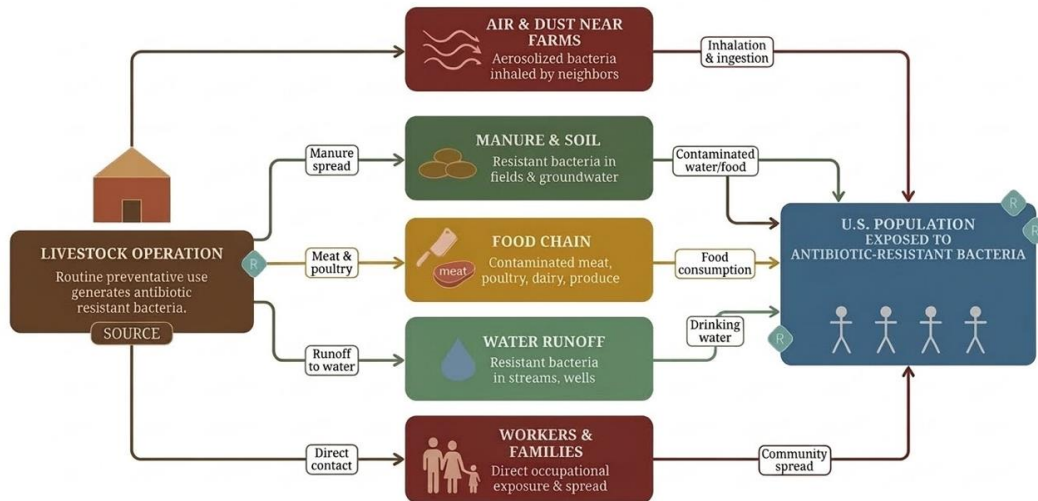 AIR & DUST NEAR
FARMS
Aerosolized bacteria
inhaled by neighbors
Inhalation
& ingestion
MANURE & SOIL
Resistant bacteria in
fields & groundwater
Manure
spread
Contaminated
water/food
LIVESTOCK OPERATION
Routine preventative use
generates antibiotic
resistant bacteria.
SOURCE
R
Meat &
poultry
FOOD CHAIN
meat
Contaminated meat,
poultry, dairy, produce
Food
consumption
U.S. POPULATION
EXPOSED TO
ANTIBIOTIC-RESISTANT BACTERIA
R
R
R
Runoff
to water
WATER RUNOFF
Resistant bacteria
in streams, wells
Drinking
water
Direct
contact
WORKERS &
FAMILIES
Direct occupational
exposure & spread
Community
spread